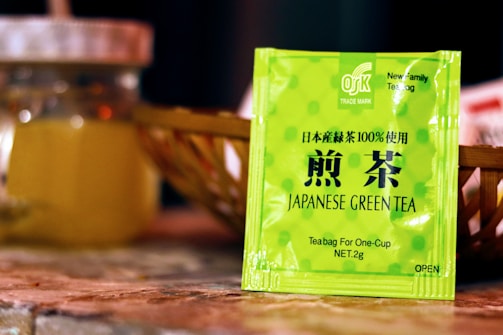 OSK
TRADE MARK
New Family
Tea bag
日本産緑茶100%使用
煎茶
JAPANESE GREEN TEA
Teabag For One-Cup
NET.2g
OPEN